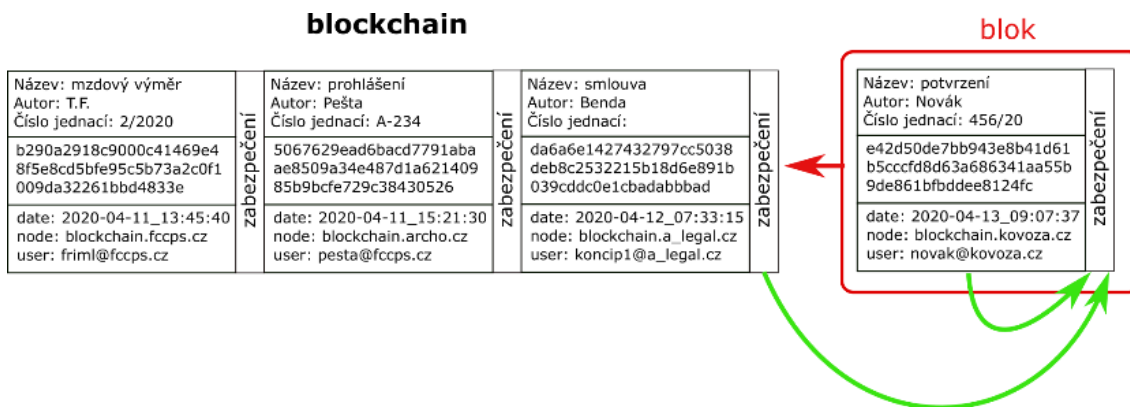 blockchain
blok
Název: mzdový výměr
Autor: T.F.
Číslo jednací: 2/2020
b290a2918c9000c41469e4
8f5e8cd5bfe95c5b73a2c0f1
009da32261bbd4833e
date: 2020-04-11_13:45:40
node: blockchain.fccps.cz
user: friml@fccps.cz
zabezpečení
Název: prohlášení
Autor: Pešta
Číslo jednací: A-234
5067629ead6bacd7791aba
ae8509a34e487d1a621409
85b9bcfe729c38430526
date: 2020-04-11_15:21:30
node: blockchain.archo.cz
user: pesta@fccps.cz
zabezpečení
Název: smlouva
Autor: Benda
Číslo jednací:
da6a6e1427432797cc5038
deb8c2532215b18d6e891b
039cddc0e1cbadabbbad
date: 2020-04-12_07:33:15
node: blockchain.a_legal.cz
user: koncip1@a_legal.cz
zabezpečení
Název: potvrzení
Autor: Novák
Číslo jednací: 456/20
e42d50de7bb943e8b41d61
b5cccfd8d63a686341aa55b
9de861bfbddee8124fc
date: 2020-04-13_09:07:37
node: blockchain.kovoza.cz
user: novak@kovoza.cz
zabezpečení